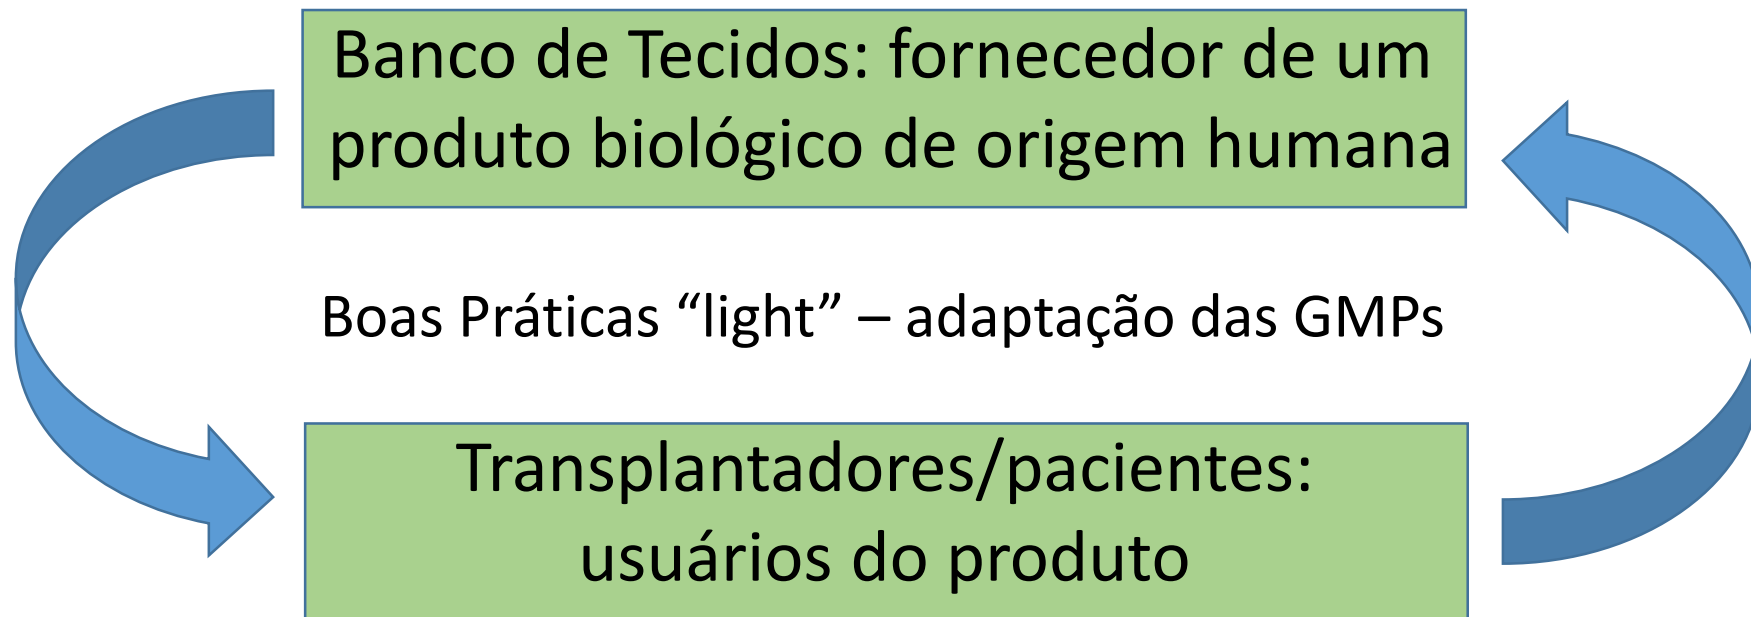 Banco de Tecidos: fornecedor de um
produto biológico de origem humana
Boas Práticas “light” – adaptação das GMPs
Transplantadores/pacientes:
usuários do produto